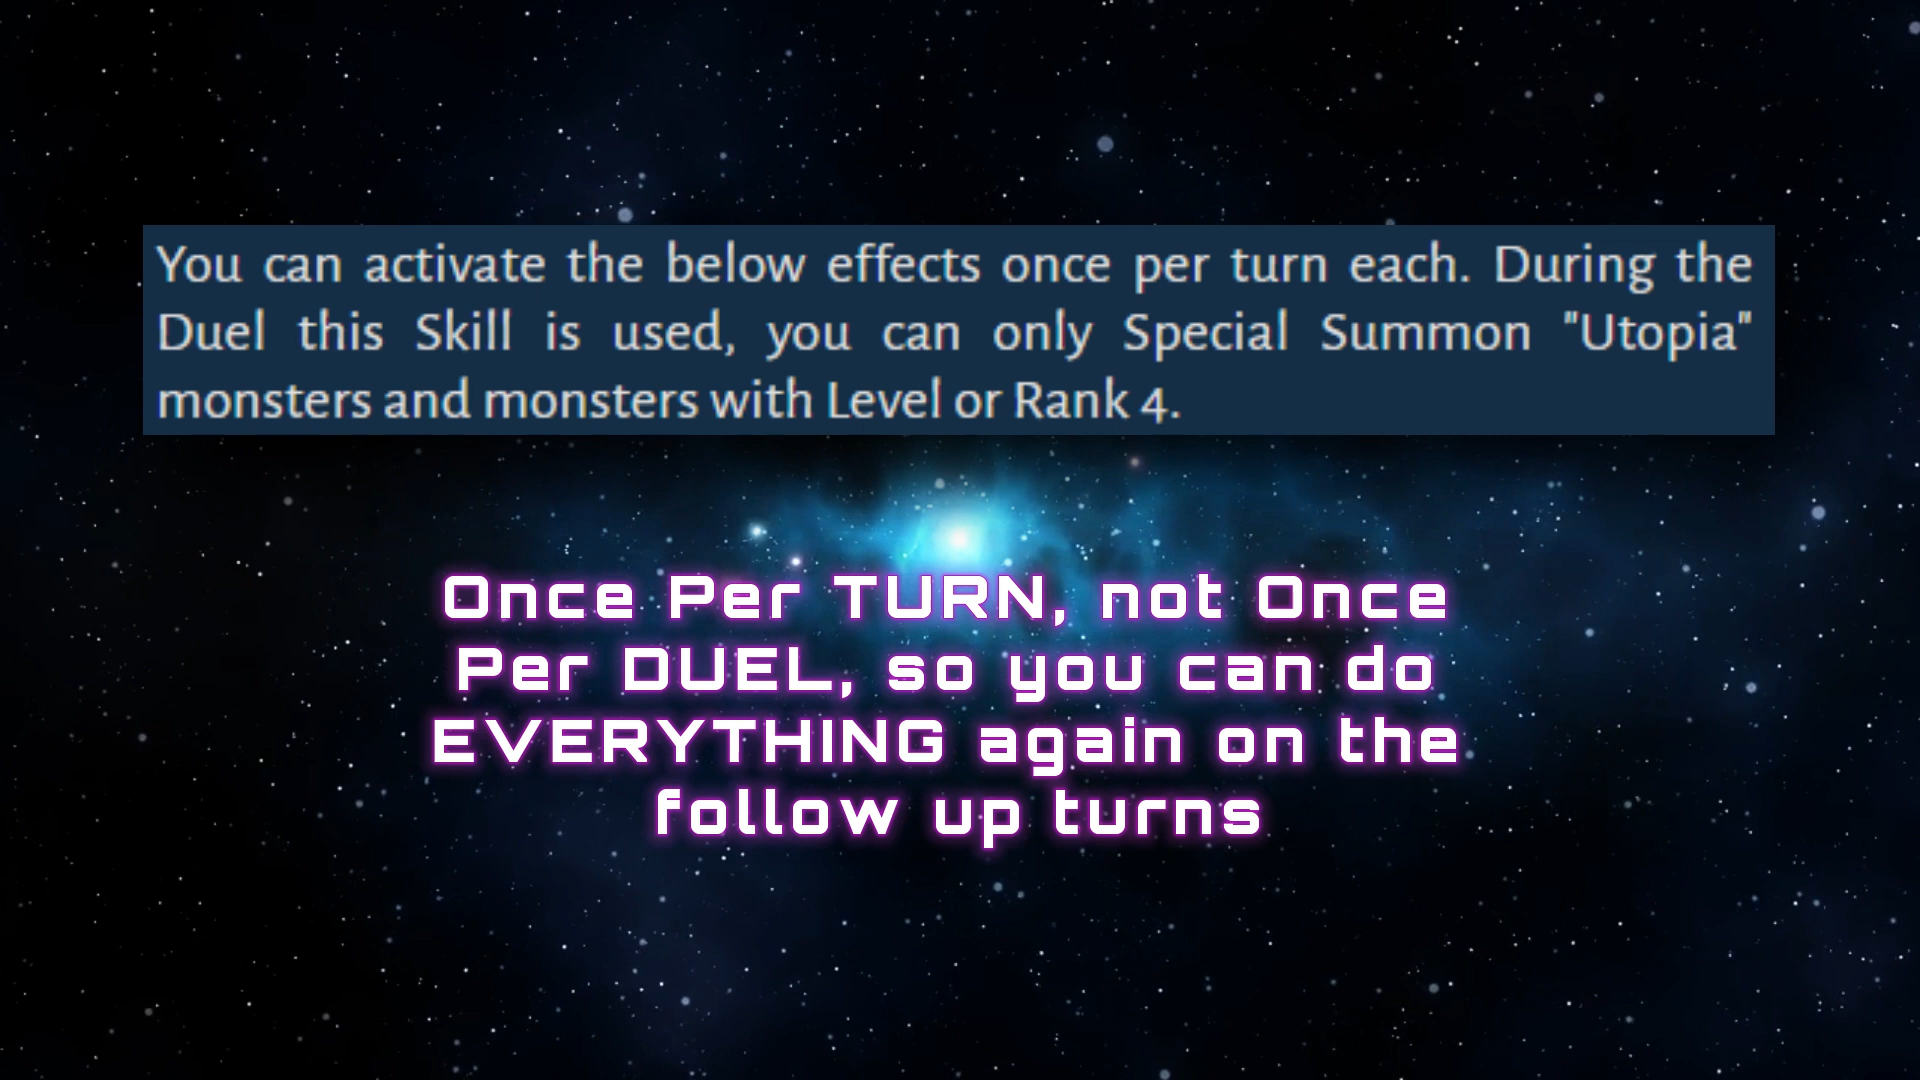 You can activate the below effects once per turn each. During the
Duel this Skill is used, you can only Special Summon "Utopia"
monsters and monsters with Level or Rank 4.
Once Per TURN, not Once
Per DUEL, so you can do
EVERYTHING again on the
follow up turns